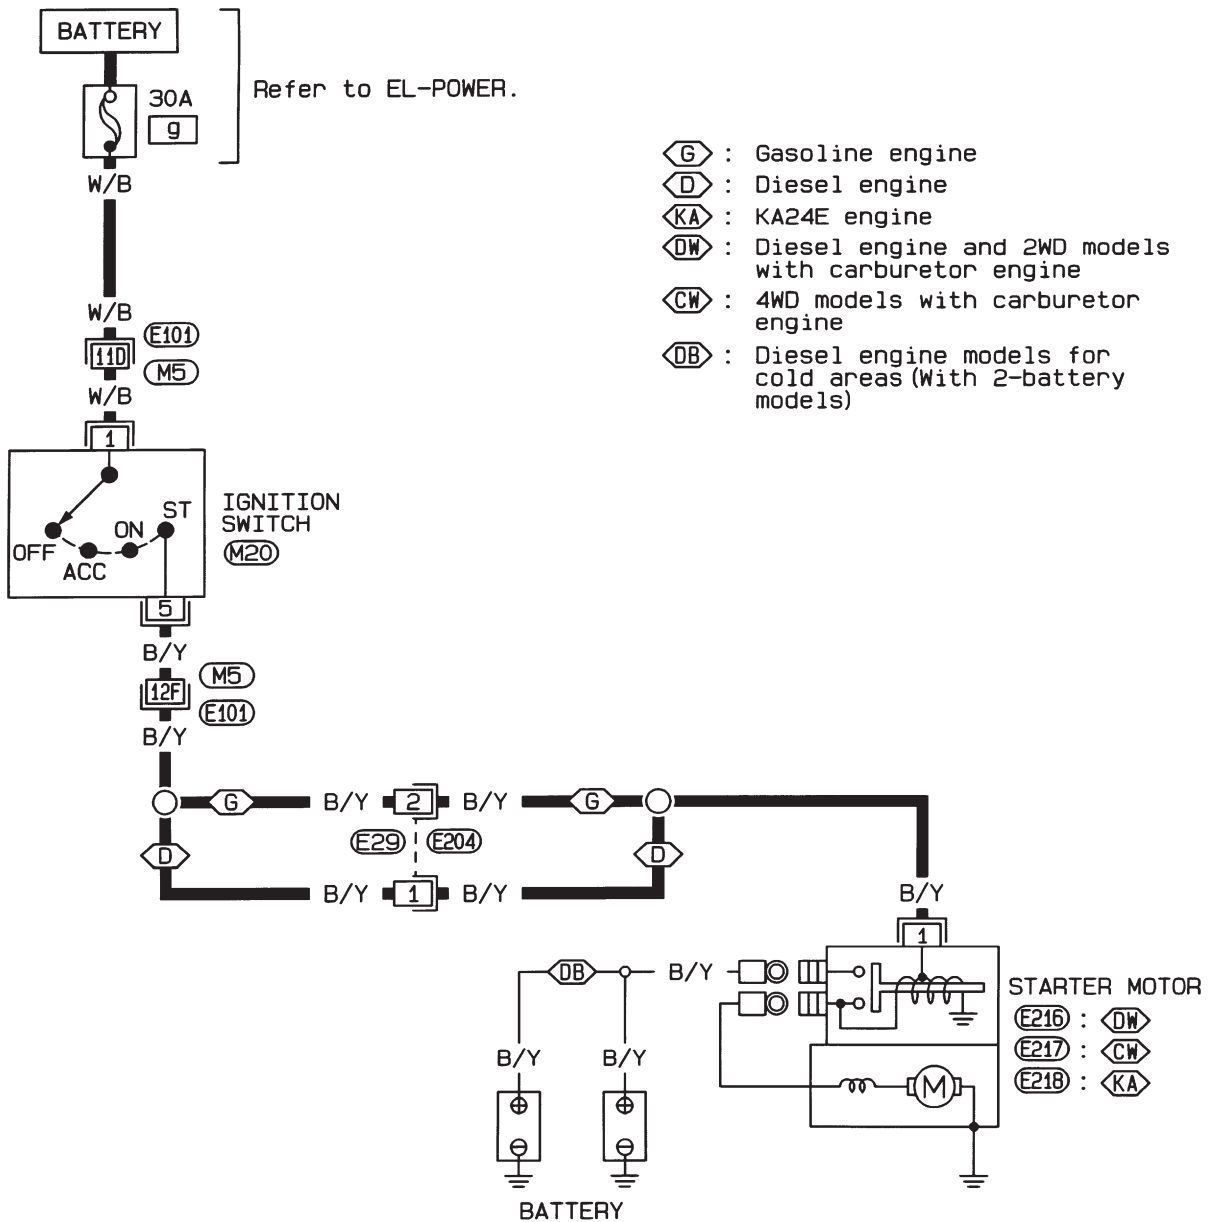 BATTERY
30A
g
Refer to EL-POWER.
W/B
W/B
E101
11D
M5
W/B
1
G : Gasoline engine
D : Diesel engine
KA : KA24E engine
DW : Diesel engine and 2WD models
with carburetor engine
CW : 4WD models with carburetor
engine
DB : Diesel engine models for
cold areas (With 2-battery
models)
ST
ON
OFF
ACC
IGNITION
SWITCH
M20
5
B/Y
M5
12F
E101
B/Y
G B/Y 2 B/Y G
E29 E204
D D
B/Y 1 B/Y
B/Y
1
DB B/Y
STARTER MOTOR
E216 : DW
E217 : CW
E218 : KA
B/Y B/Y
M
BATTERY